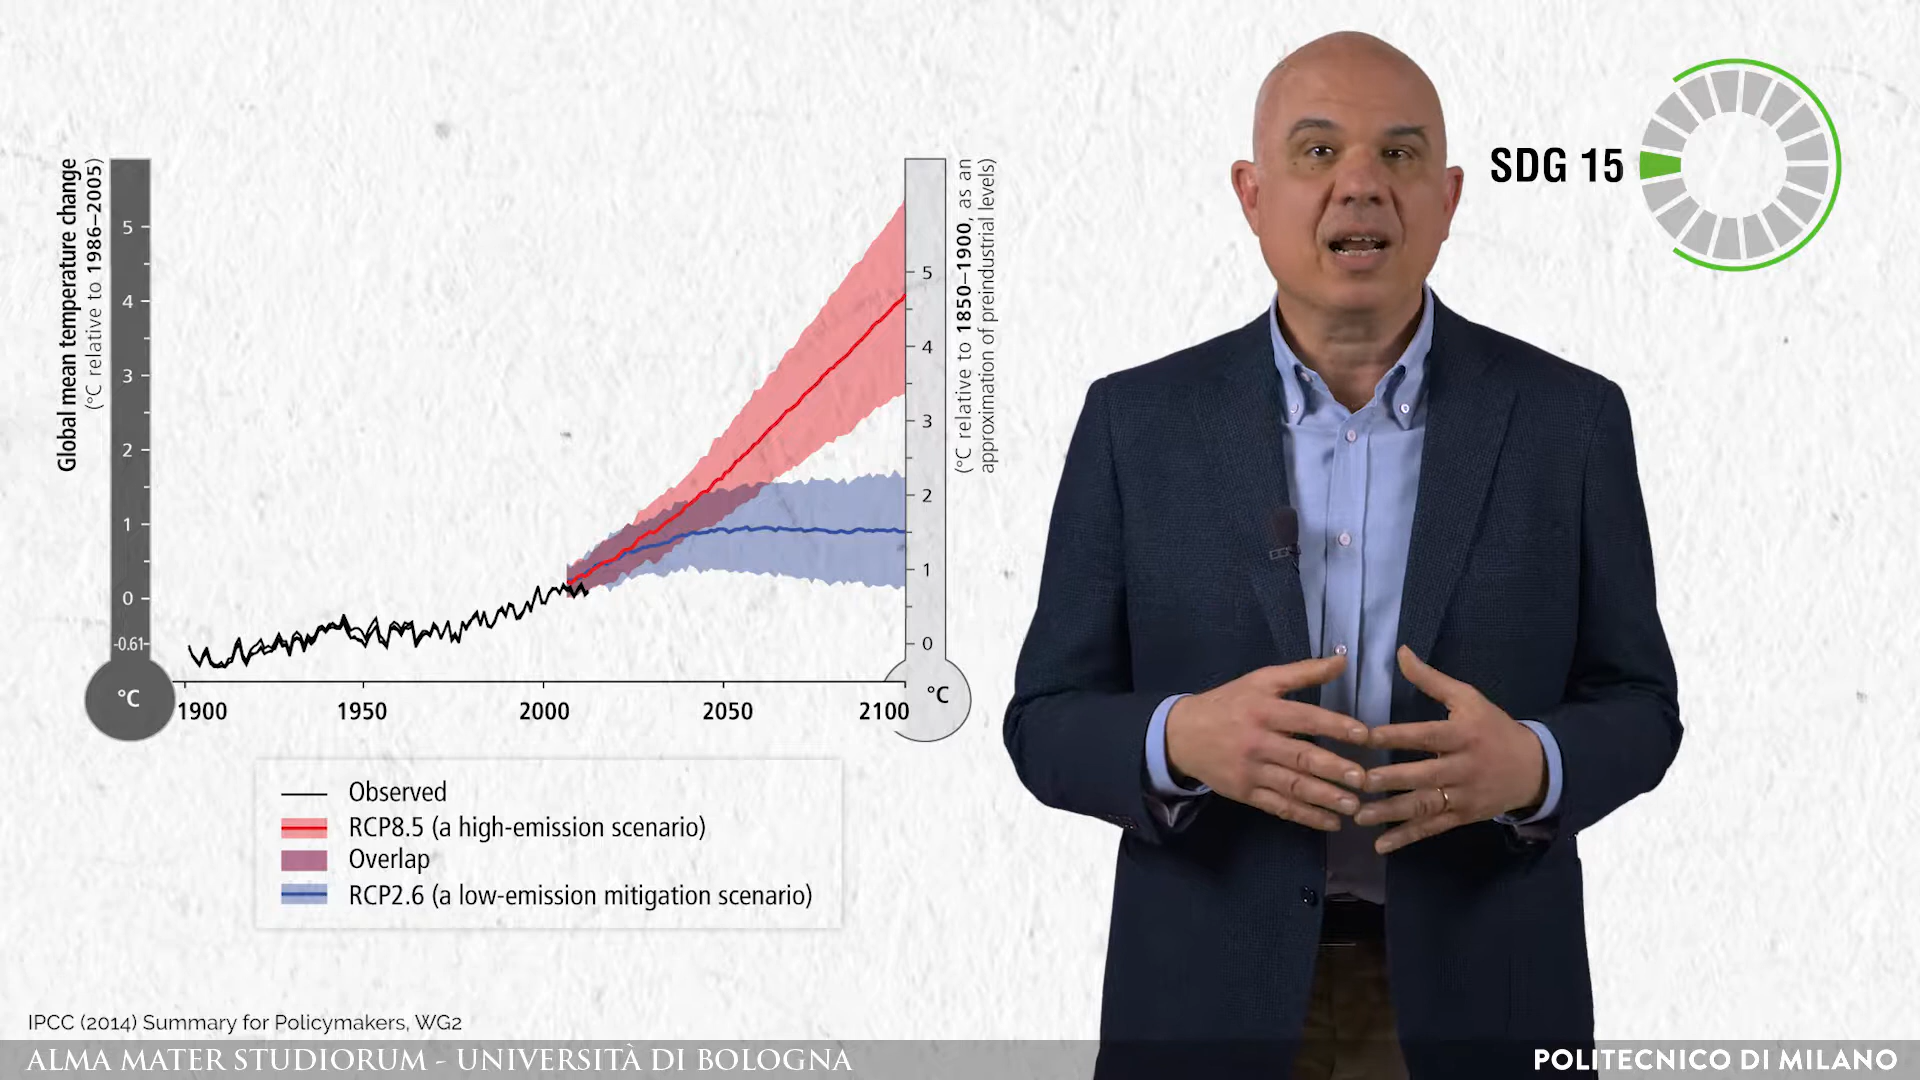 SDG 15
Global mean temperature change
(°C relative to 1986–2005)
5
4
3
2
1
0
-0.61
°C
(°C relative to 1850–1900, as an
approximation of preindustrial levels)
5
4
3
2
1
0
°C
1900 1950 2000 2050 2100
Observed
RCP8.5 (a high-emission scenario)
Overlap
RCP2.6 (a low-emission mitigation scenario)
IPCC (2014) Summary for Policymakers, WG2
ALMA MATER STUDIORUM - UNIVERSITÀ DI BOLOGNA
POLITECNICO DI MILANO